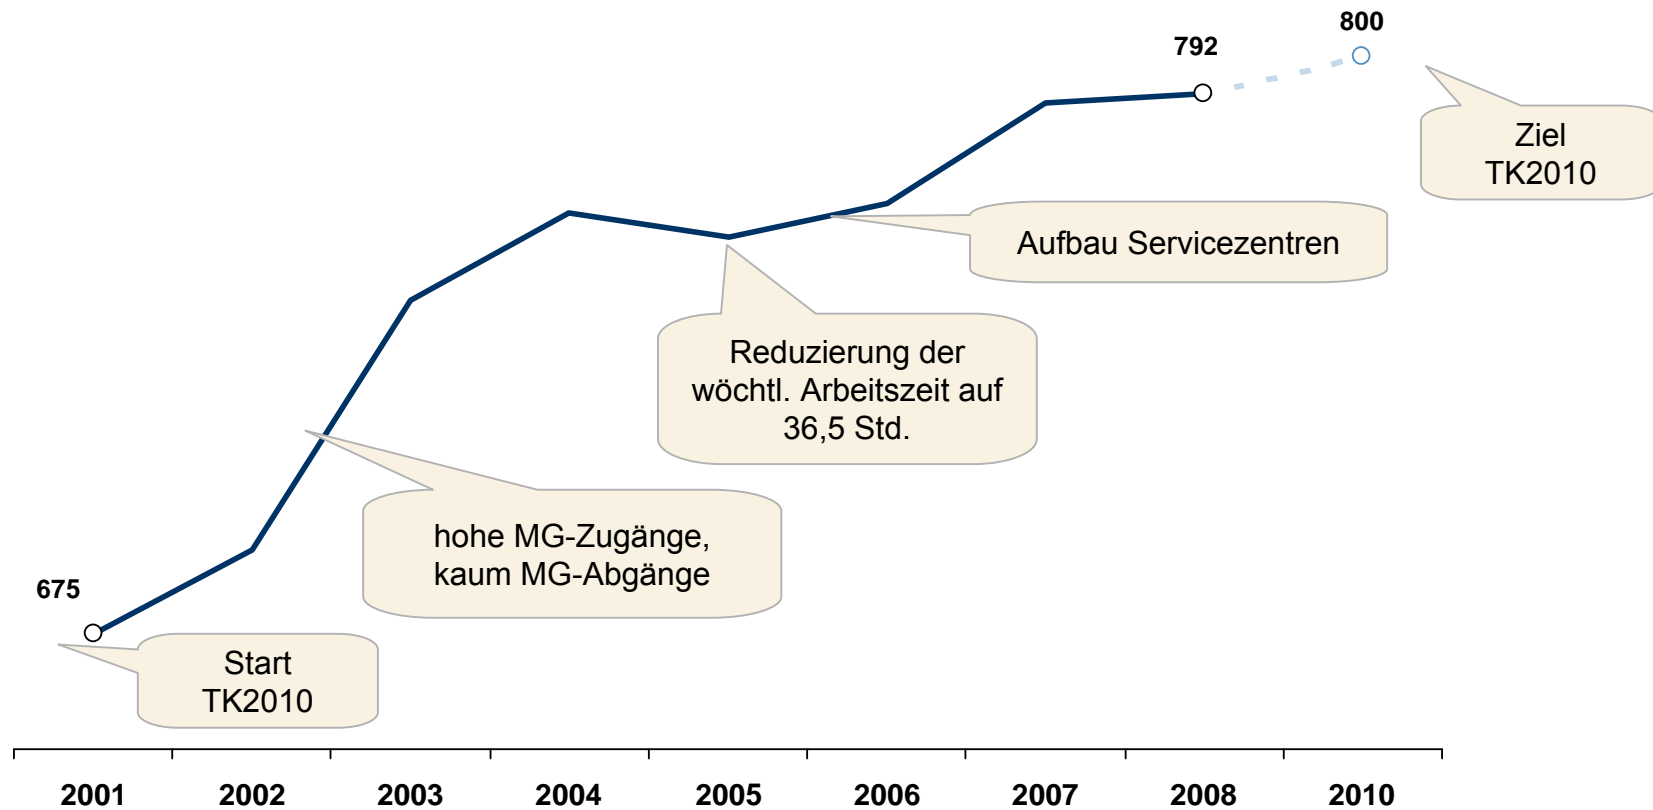 800
792
Ziel
TK2010
Aufbau Servicezentren
Reduzierung der
wöchtl. Arbeitszeit auf
36,5 Std.
hohe MG-Zugänge,
kaum MG-Abgänge
675
Start
TK2010
2001 2002 2003 2004 2005 2006 2007 2008 2010